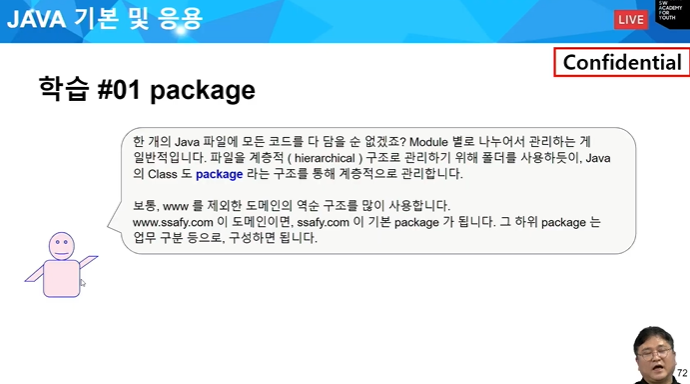 JAVA 기본 및 응용
LIVE
SW
ACADEMY
FOR
YOUTH
Confidential
학습 #01 package
한 개의 Java 파일에 모든 코드를 다 담을 순 없겠죠? Module 별로 나누어서 관리하는 게
일반적입니다. 파일을 계층적 ( hierarchical ) 구조로 관리하기 위해 폴더를 사용하듯이, Java
의 Class 도 package 라는 구조를 통해 계층적으로 관리합니다.
보통, www 를 제외한 도메인의 역순 구조를 많이 사용합니다.
www.ssafy.com 이 도메인이면, ssafy.com 이 기본 package 가 됩니다. 그 하위 package 는
업무 구분 등으로, 구성하면 됩니다.
72